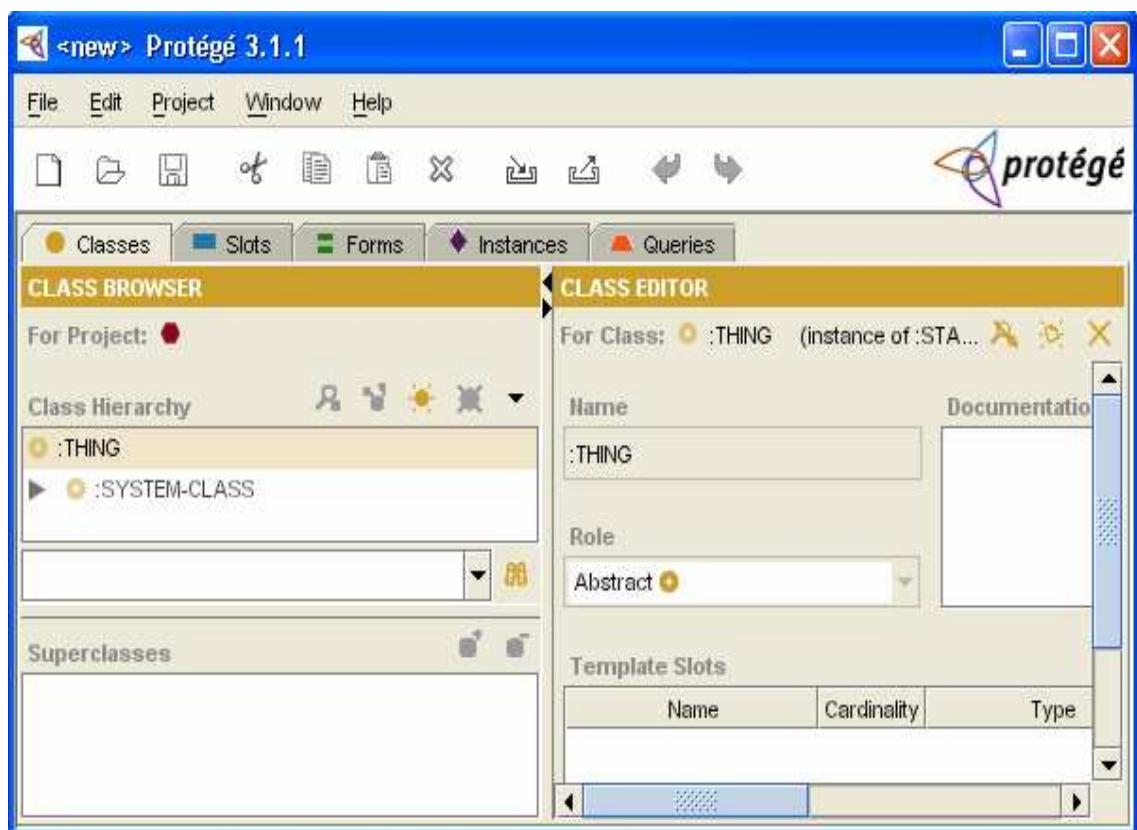 <new> Protégé 3.1.1
File Edit Project Window Help
protégé
Classes Slots Forms Instances Queries
CLASS BROWSER
For Project:
Class Hierarchy
:THING
:SYSTEM-CLASS
Superclasses
CLASS EDITOR
For Class: :THING (instance of :STA...
Name Documentatio
:THING
Role
Abstract
Template Slots
Name Cardinality Type